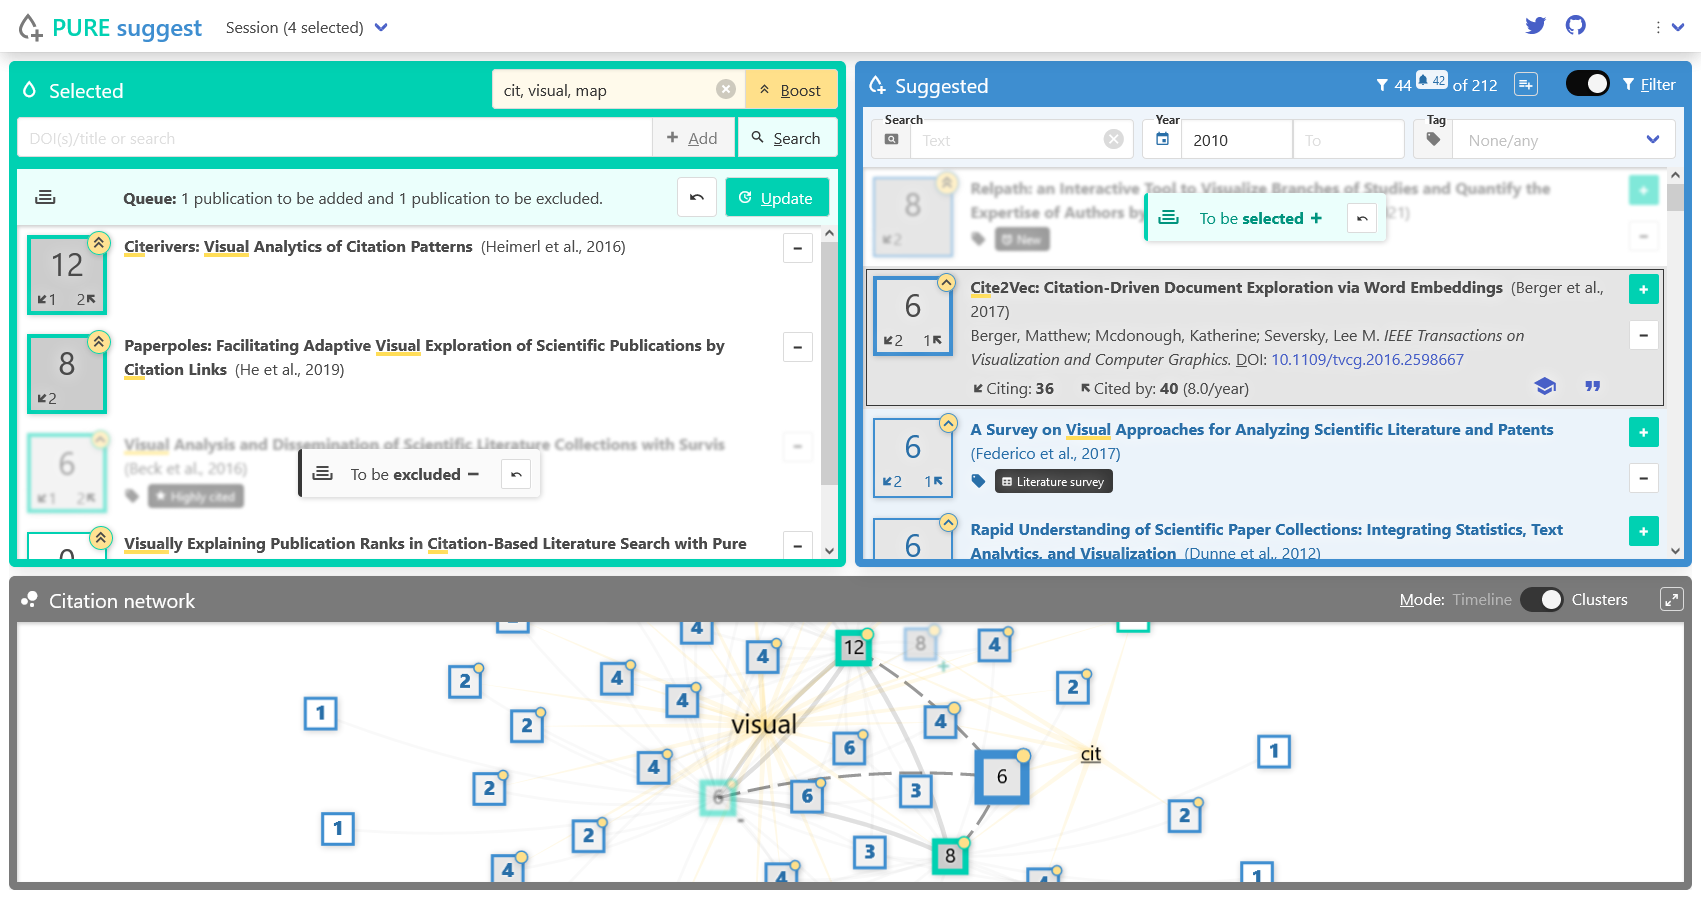 PURE suggest
Session (4 selected)
Selected
cit, visual, map
Boost
DOI(s)/title or search
Add
Search
Queue: 1 publication to be added and 1 publication to be excluded.
Update
12
1 2
Citerivers: Visual Analytics of Citation Patterns (Heimerl et al., 2016)
8
2
Paperpoles: Facilitating Adaptive Visual Exploration of Scientific Publications by
Citation Links (He et al., 2019)
6
1 2
Visual Analysis and Dissemination of Scientific Literature Collections with Survis
(Beck et al., 2016)
Highly cited
To be excluded
Visually Explaining Publication Ranks in Citation-Based Literature Search with Pure
Suggested
44 42 of 212
Filter
Search
Text
Year
2010
To
Tag
None/any
8
2
Relpath: an Interactive Tool to Visualize Branches of Studies and Quantify the
Expertise of Authors by
New
To be selected +
6
2 1
Cite2Vec: Citation-Driven Document Exploration via Word Embeddings (Berger et al.,
2017)
Berger, Matthew; Mcdonough, Katherine; Seversky, Lee M. IEEE Transactions on
Visualization and Computer Graphics. DOI: 10.1109/tvcg.2016.2598667
Citing: 36 Cited by: 40 (8.0/year)
6
2 1
A Survey on Visual Approaches for Analyzing Scientific Literature and Patents
(Federico et al., 2017)
Literature survey
6
Rapid Understanding of Scientific Paper Collections: Integrating Statistics, Text
Analytics, and Visualization (Dunne et al., 2012)
Citation network
Mode: Timeline Clusters
4
12
8
4
4
2
4
4
2
1
2
4
visual
6
4
cit
1
2
6
6
3
6
2
1
2
3
8
4
4
4
1